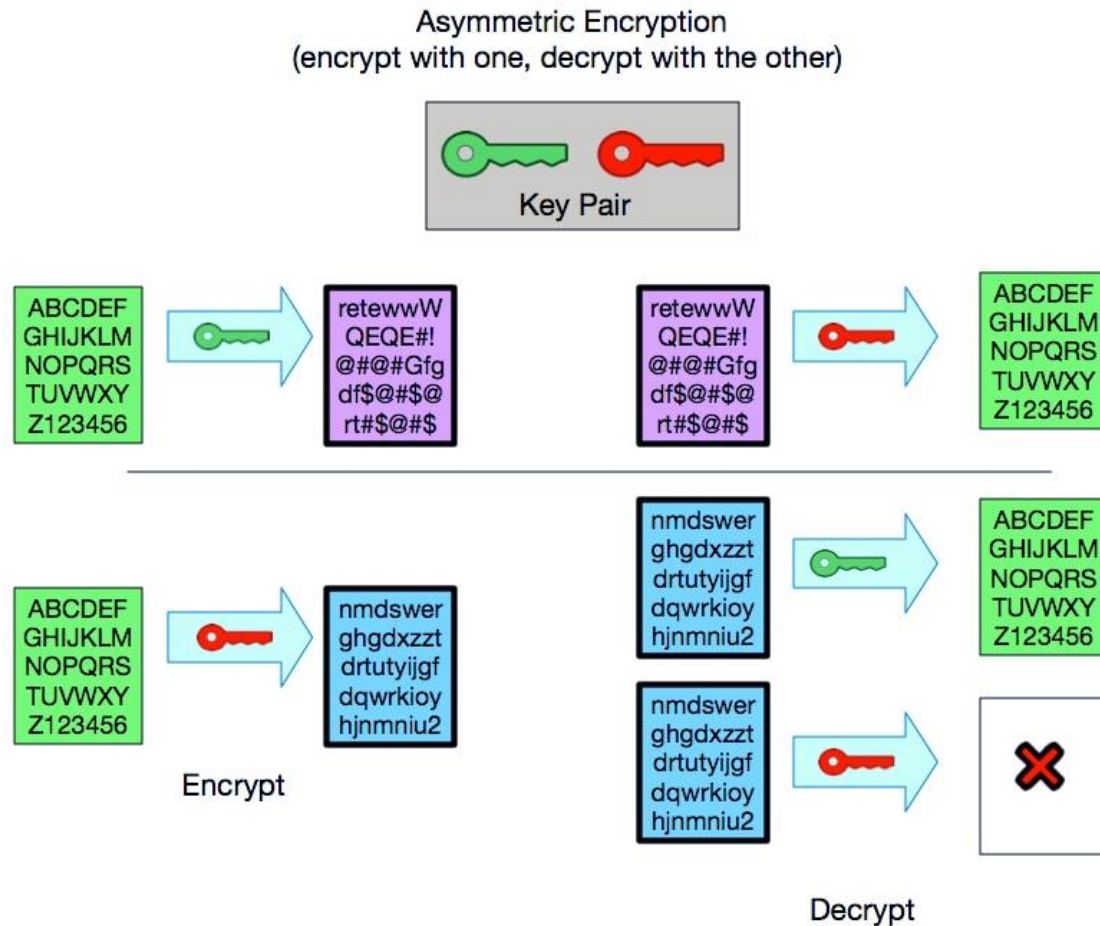 Asymmetric Encryption
(encrypt with one, decrypt with the other)
Key Pair
ABCDEF
GHIJKLM
NOPQRS
TUVWXY
Z123456
retewwW
QEQE#!
@#@#Gfg
df$@#$@
rt#$@#$
retewwW
QEQE#!
@#@#Gfg
df$@#$@
rt#$@#$
ABCDEF
GHIJKLM
NOPQRS
TUVWXY
Z123456
ABCDEF
GHIJKLM
NOPQRS
TUVWXY
Z123456
nmdswer
ghgdxzzt
drtutyijgf
dqwrkioy
hjnmniu2
Encrypt
nmdswer
ghgdxzzt
drtutyijgf
dqwrkioy
hjnmniu2
ABCDEF
GHIJKLM
NOPQRS
TUVWXY
Z123456
nmdswer
ghgdxzzt
drtutyijgf
dqwrkioy
hjnmniu2
Decrypt